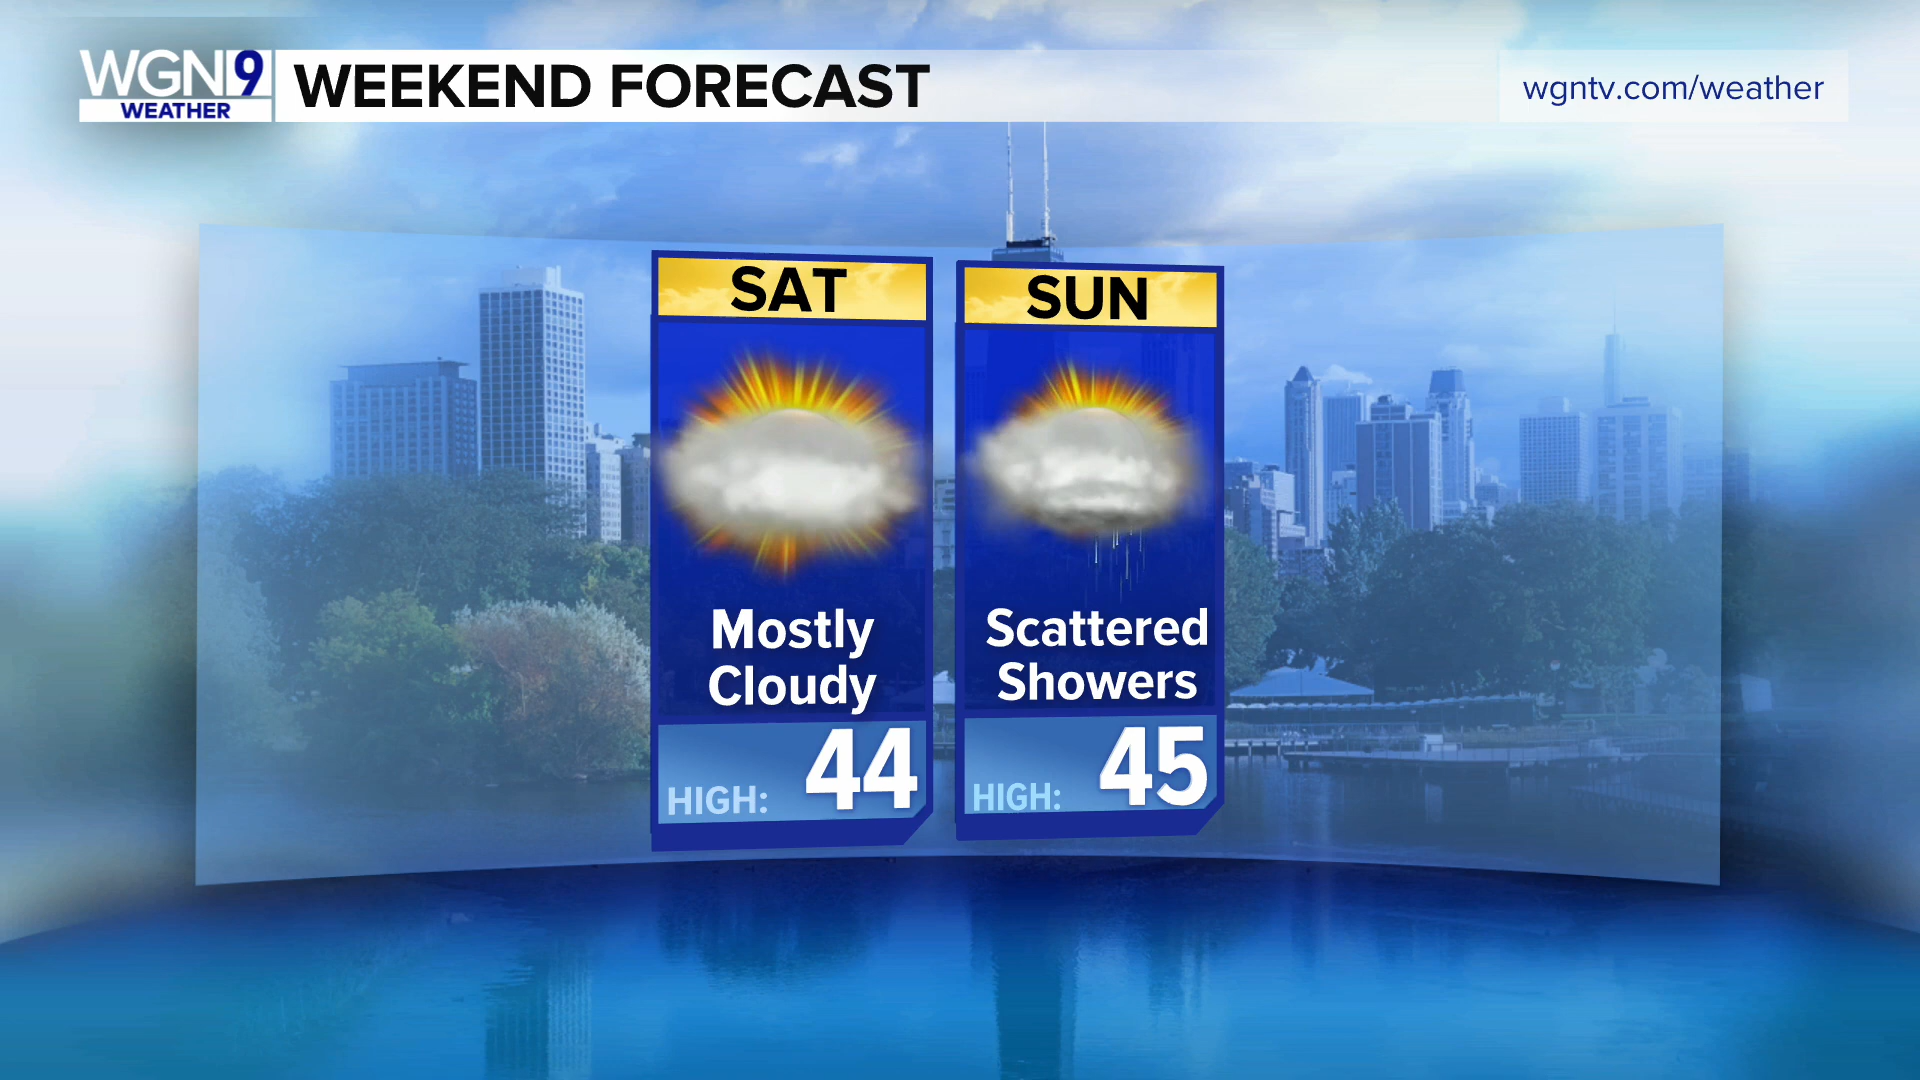 WGN9
WEATHER
WEEKEND FORECAST
wgntv.com/weather
SAT
Mostly
Cloudy
HIGH: 44
SUN
Scattered
Showers
HIGH: 45